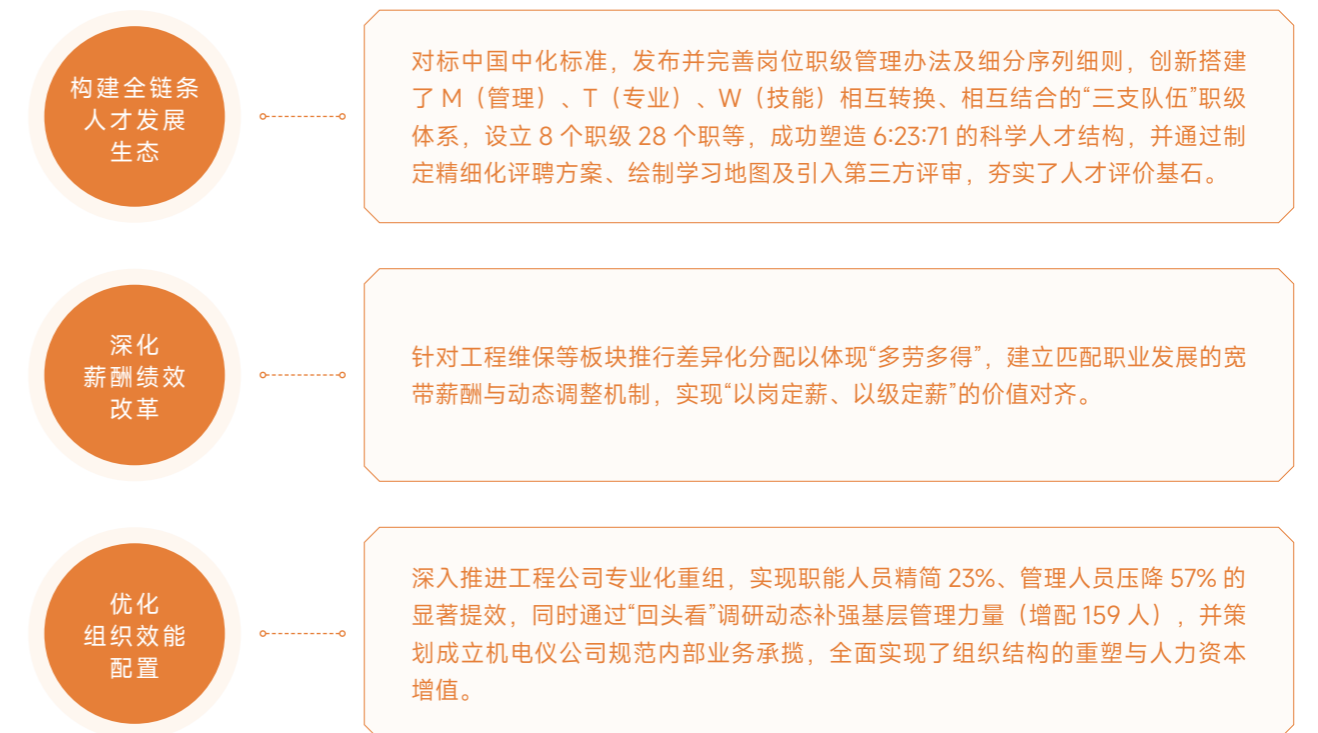 构建全链条
人才发展
生态
对标中国中化标准，发布并完善岗位职级管理办法及细分序列细则，创新搭建
了 M（管理）、T（专业）、W（技能）相互转换、相互结合的“三支队伍”职级
体系，设立 8 个职级 28 个职等，成功塑造 6:23:71 的科学人才结构，并通过制
定精细化评聘方案、绘制学习地图及引入第三方评审，夯实了人才评价基石。
深化
薪酬绩效
改革
针对工程维保等板块推行差异化分配以体现“多劳多得”，建立匹配职业发展的宽
带薪酬与动态调整机制，实现“以岗定薪、以级定薪”的价值对齐。
优化
组织效能
配置
深入推进工程公司专业化重组，实现职能人员精简 23%、管理人员压降 57% 的
显著提效，同时通过“回头看”调研动态补强基层管理力量（增配 159 人），并策
划成立机电仪公司规范内部业务承揽，全面实现了组织结构的重塑与人力资本
增值。